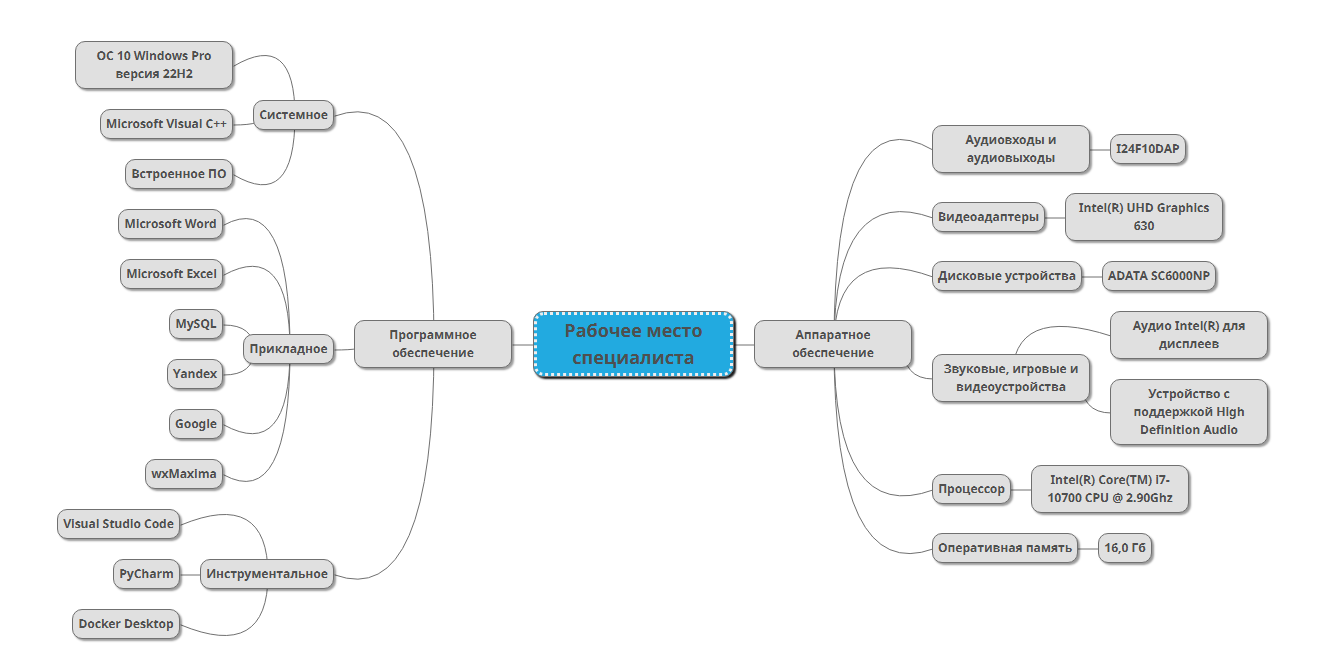 Рабочее место
специалиста
Программное
обеспечение
Системное
ОС 10 Windows Pro
версия 22H2
Microsoft Visual C++
Встроенное ПО
Прикладное
Microsoft Word
Microsoft Excel
MySQL
Yandex
Google
wxMaxima
Инструментальное
Visual Studio Code
PyCharm
Docker Desktop
Аппаратное
обеспечение
Аудиовходы и
аудиовыходы
I24F10DAP
Видеоадаптеры
Intel(R) UHD Graphics
630
Дисковые устройства
ADATA SC6000NP
Звуковые, игровые и
видеоустройства
Аудио Intel(R) для
дисплеев
Устройство с
поддержкой High
Definition Audio
Процессор
Intel(R) Core(TM) i7-
10700 CPU @ 2.90Ghz
Оперативная память
16,0 Гб